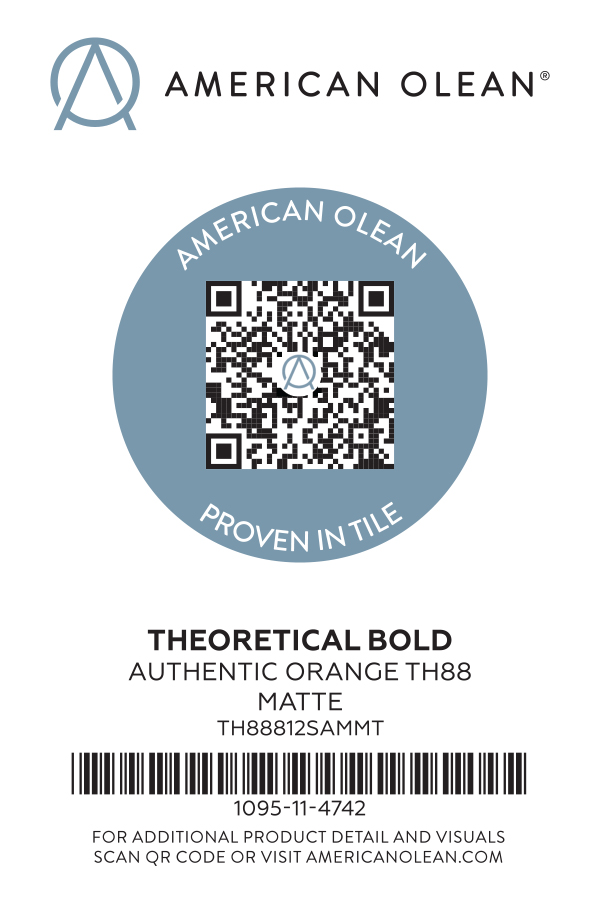 AMERICAN OLEAN®
AMERICAN OLEAN
PROVEN IN TILE
THEORETICAL BOLD
AUTHENTIC ORANGE TH88
MATTE
TH88812SAMMT
1095-11-4742
FOR ADDITIONAL PRODUCT DETAIL AND VISUALS
SCAN QR CODE OR VISIT AMERICANOLEAN.COM